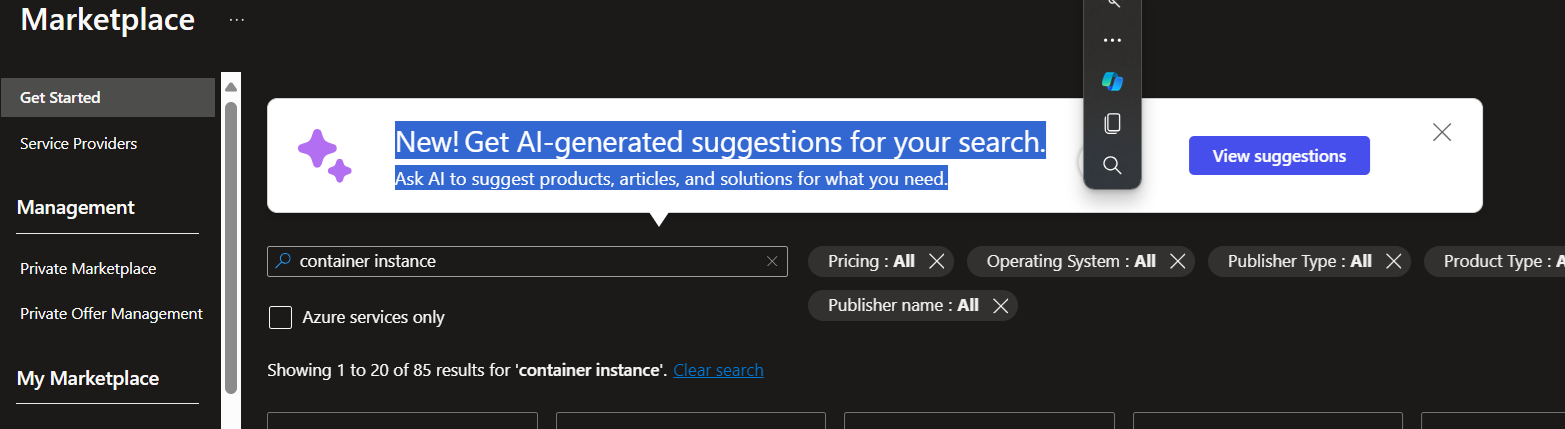 Marketplace ...
Get Started
Service Providers
Management
Private Marketplace
Private Offer Management
My Marketplace
New! Get AI-generated suggestions for your search.
Ask AI to suggest products, articles, and solutions for what you need.
View suggestions
container instance
Pricing : All
Operating System : All
Publisher Type : All
Product Type :
Publisher name : All
Azure services only
Showing 1 to 20 of 85 results for 'container instance'. Clear search